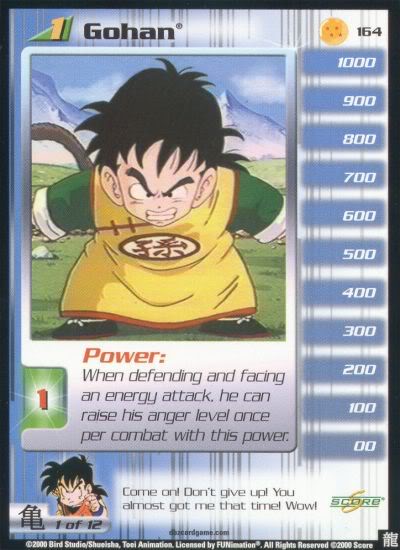 1 Gohan®
164
1000
900
800
700
600
500
400
300
200
100
00
孫
Power:
1
When defending and facing
an energy attack, he can
raise his anger level once
per combat with this power.
Come on! Don't give up! You
almost got me that time! Wow!
SCORE
亀 1 of 12
dbzcardgame.com
龍
©2000 Bird Studio/Shueisha, Toei Animation. Licensed by FUNimation®. All Rights Reserved ©2000 Score